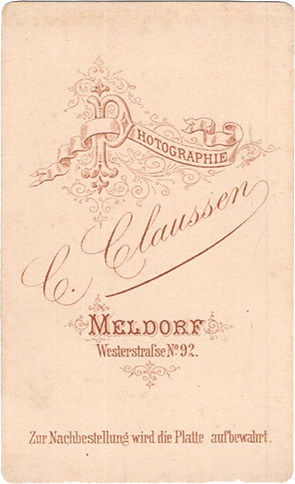 PHOTOGRAPHIE
C. Claussen
MELDORF
Westerstraſse No 92.
Zur Nachbestellung wird die Platte aufbewahrt.